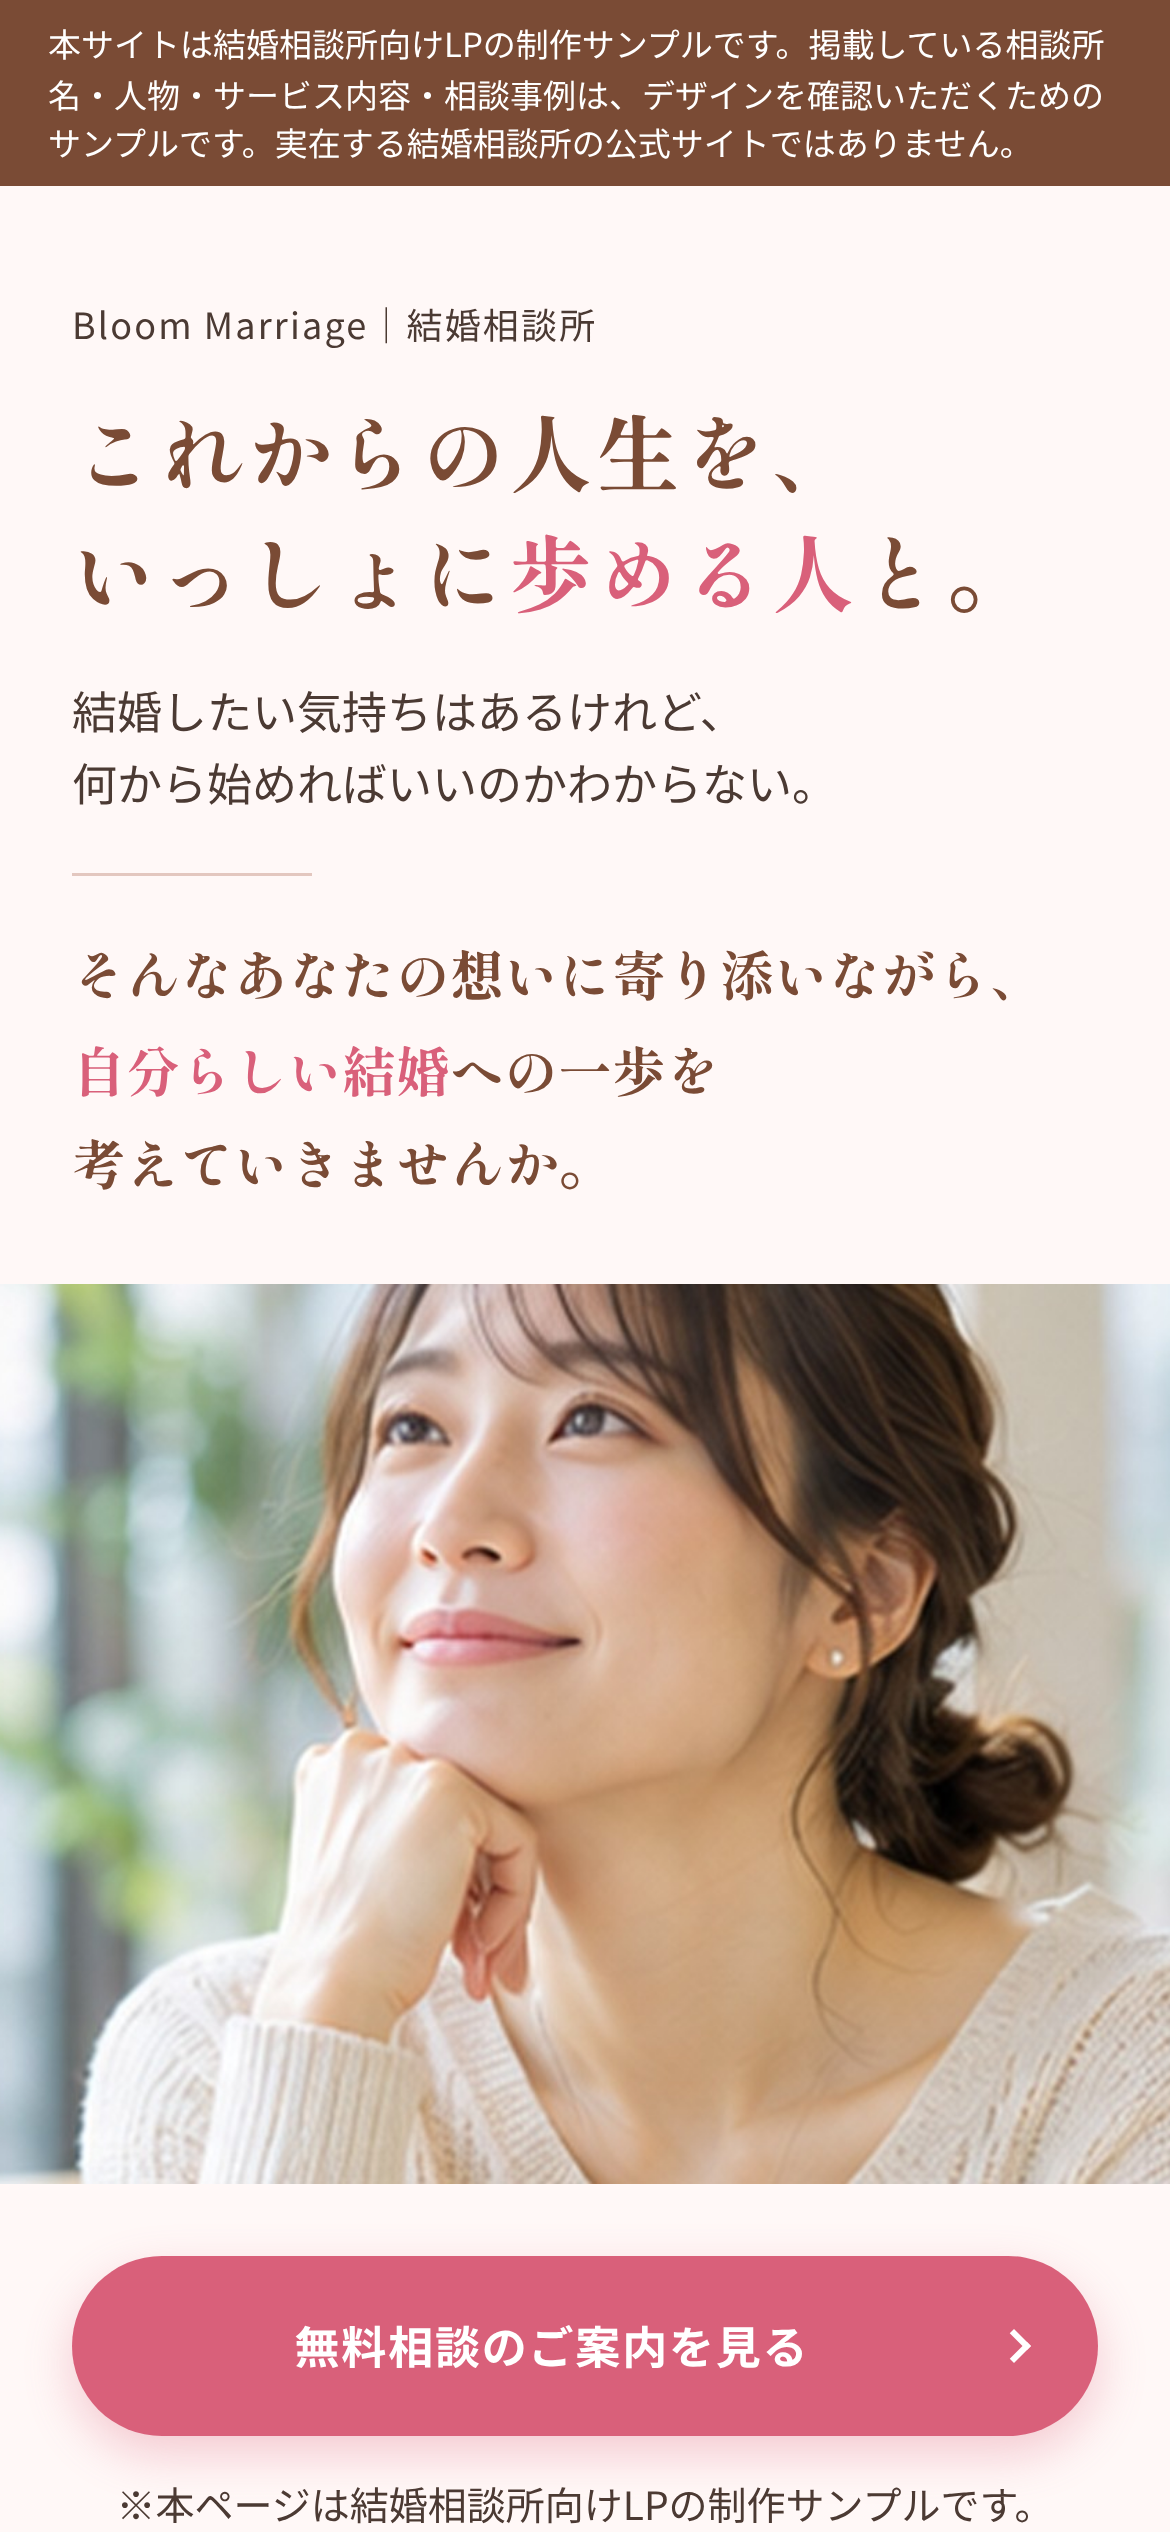 本サイトは結婚相談所向けLPの制作サンプルです。掲載している相談所
名・人物・サービス内容・相談事例は、デザインを確認いただくための
サンプルです。実在する結婚相談所の公式サイトではありません。
Bloom Marriage｜結婚相談所
これからの人生を、
いっしょに歩める人と。
結婚したい気持ちはあるけれど、
何から始めればいいのかわからない。
そんなあなたの想いに寄り添いながら、
自分らしい結婚への一歩を
考えていきませんか。
無料相談のご案内を見る
※本ページは結婚相談所向けLPの制作サンプルです。